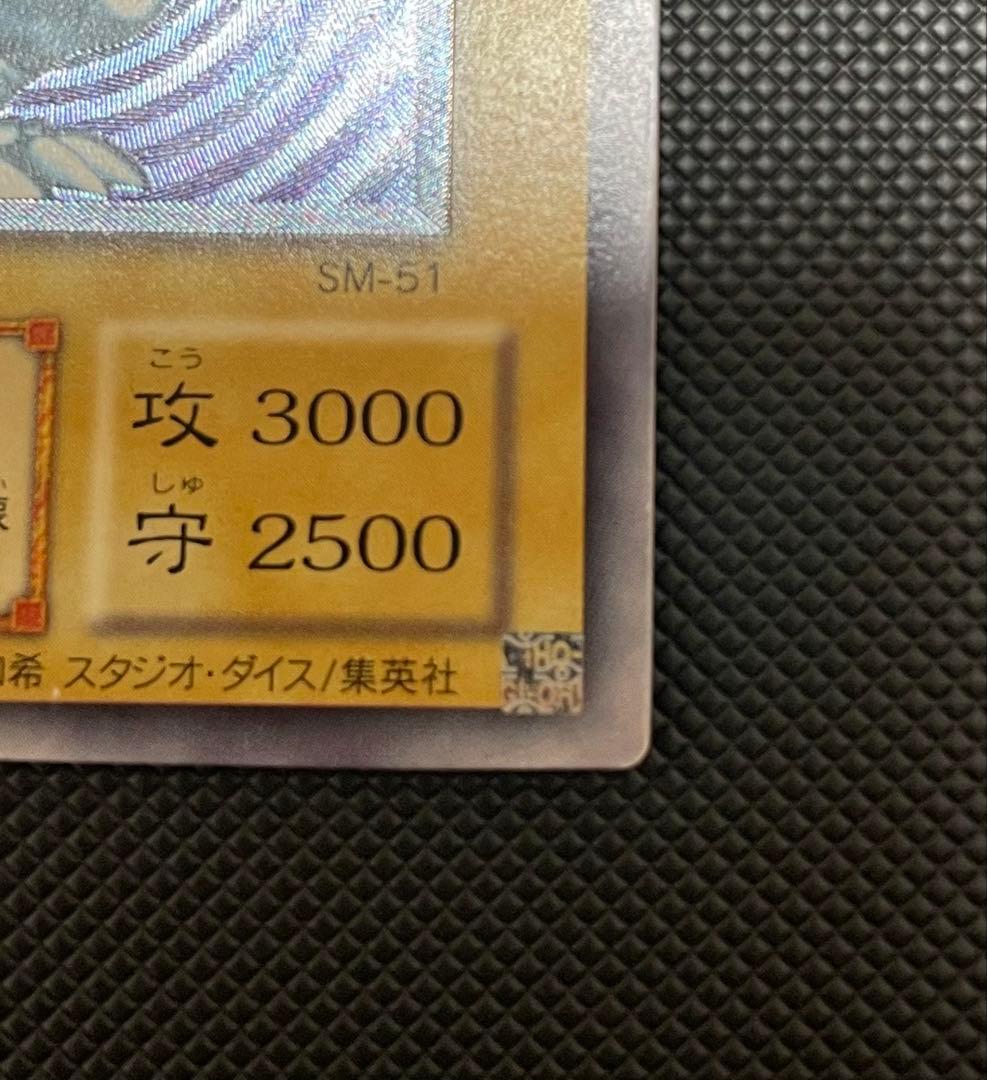 SM-51
こう
攻 3000
しゅ
守 2500
希 スタジオ・ダイス/集英社